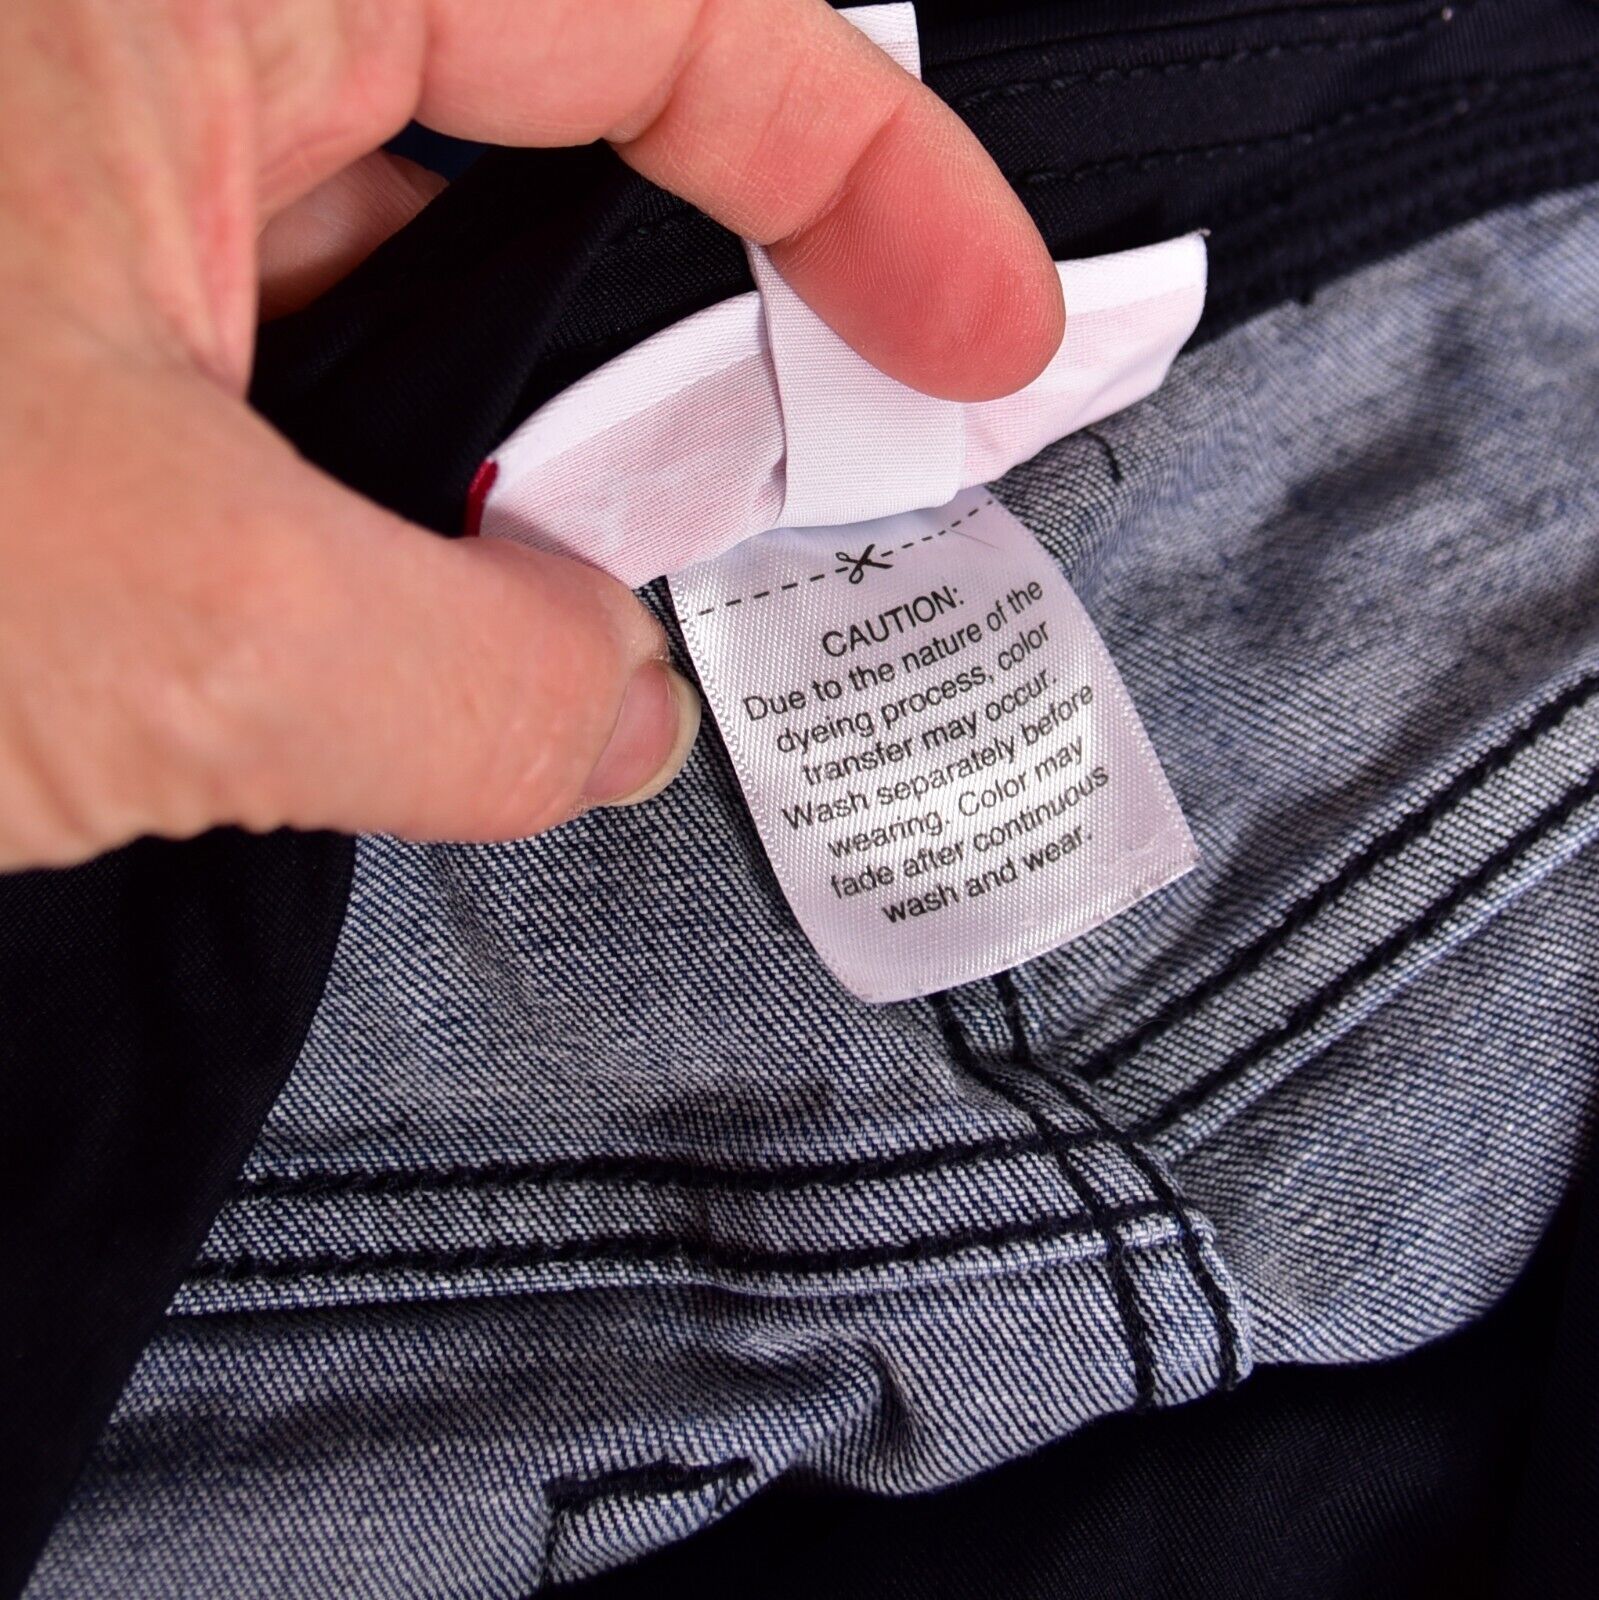 CAUTION:
Due to the nature of the
dyeing process, color
transfer may occur.
Wash separately before
wearing. Color may
fade after continuous
wash and wear.